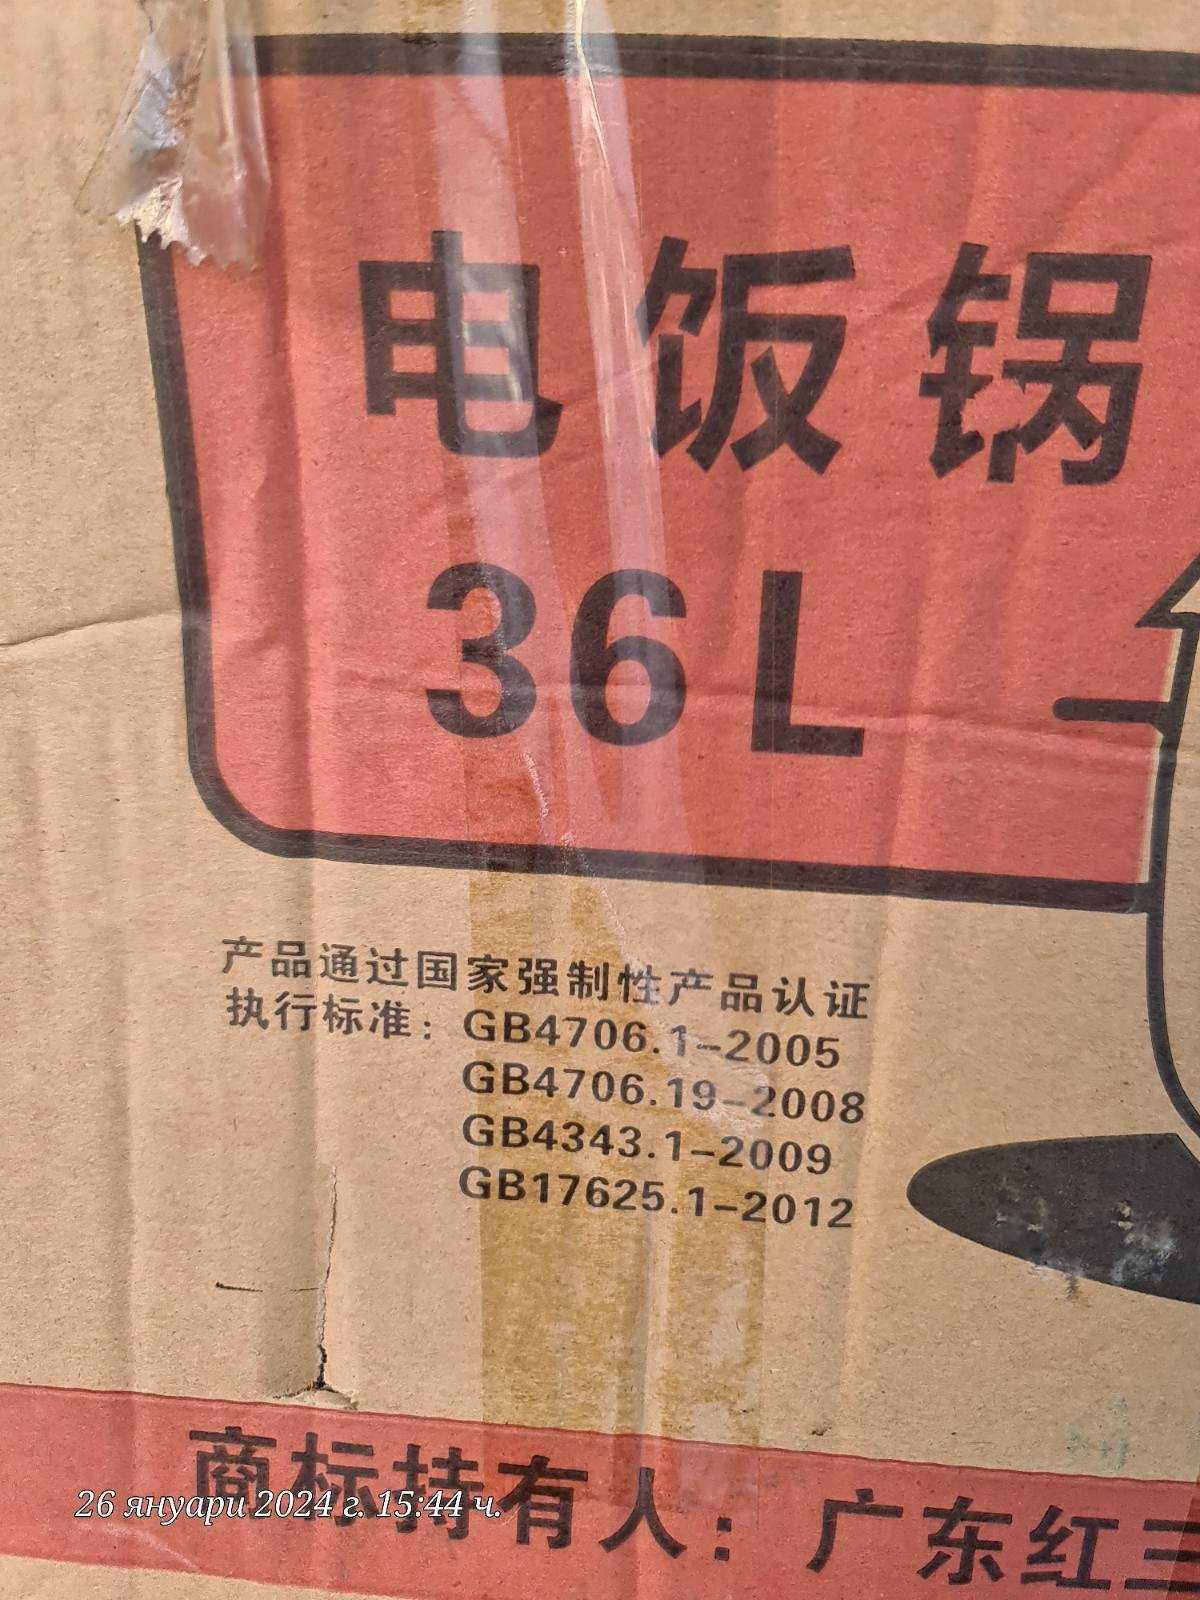 电饭锅
36L
产品通过国家强制性产品认证
执行标准：GB4706.1-2005
GB4706.19-2008
GB4343.1-2009
GB17625.1-2012
商标持有人：广东红三
26 януари 2024 г. 15:44 ч.